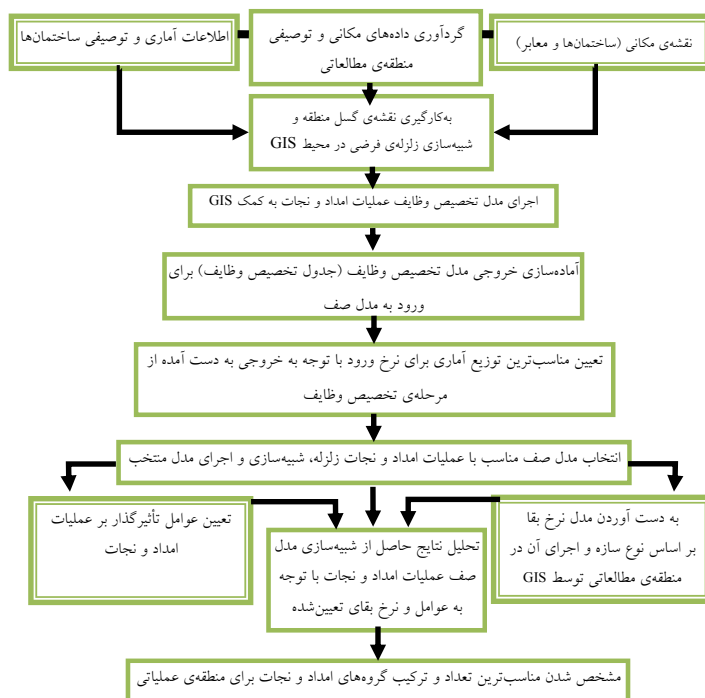 نقشه‌ی مکانی (ساختمان‌ها و معابر)
گردآوری داده‌های مکانی و توصیفی
منطقه‌ی مطالعاتی
اطلاعات آماری و توصیفی ساختمان‌ها
به‌کارگیری نقشه‌ی گسل منطقه و
شبیه‌سازی زلزله‌ی فرضی در محیط GIS
اجرای مدل تخصیص وظایف عملیات امداد و نجات به کمک GIS
آماده‌سازی خروجی مدل تخصیص وظایف (جدول تخصیص وظایف) برای
ورود به مدل صف
تعیین مناسب‌ترین توزیع آماری برای نرخ ورود با توجه به خروجی به دست آمده از
مرحله‌ی تخصیص وظایف
انتخاب مدل صف مناسب با عملیات امداد و نجات زلزله، شبیه‌سازی و اجرای مدل منتخب
به دست آوردن مدل نرخ بقا
بر اساس نوع سازه و اجرای آن در
منطقه‌ی مطالعاتی توسط GIS
تحلیل نتایج حاصل از شبیه‌سازی مدل
صف عملیات امداد و نجات با توجه
به عوامل و نرخ بقای تعیین‌شده
تعیین عوامل تأثیرگذار بر عملیات
امداد و نجات
مشخص شدن مناسب‌ترین تعداد و ترکیب گروه‌های امداد و نجات برای منطقه‌ی عملیاتی